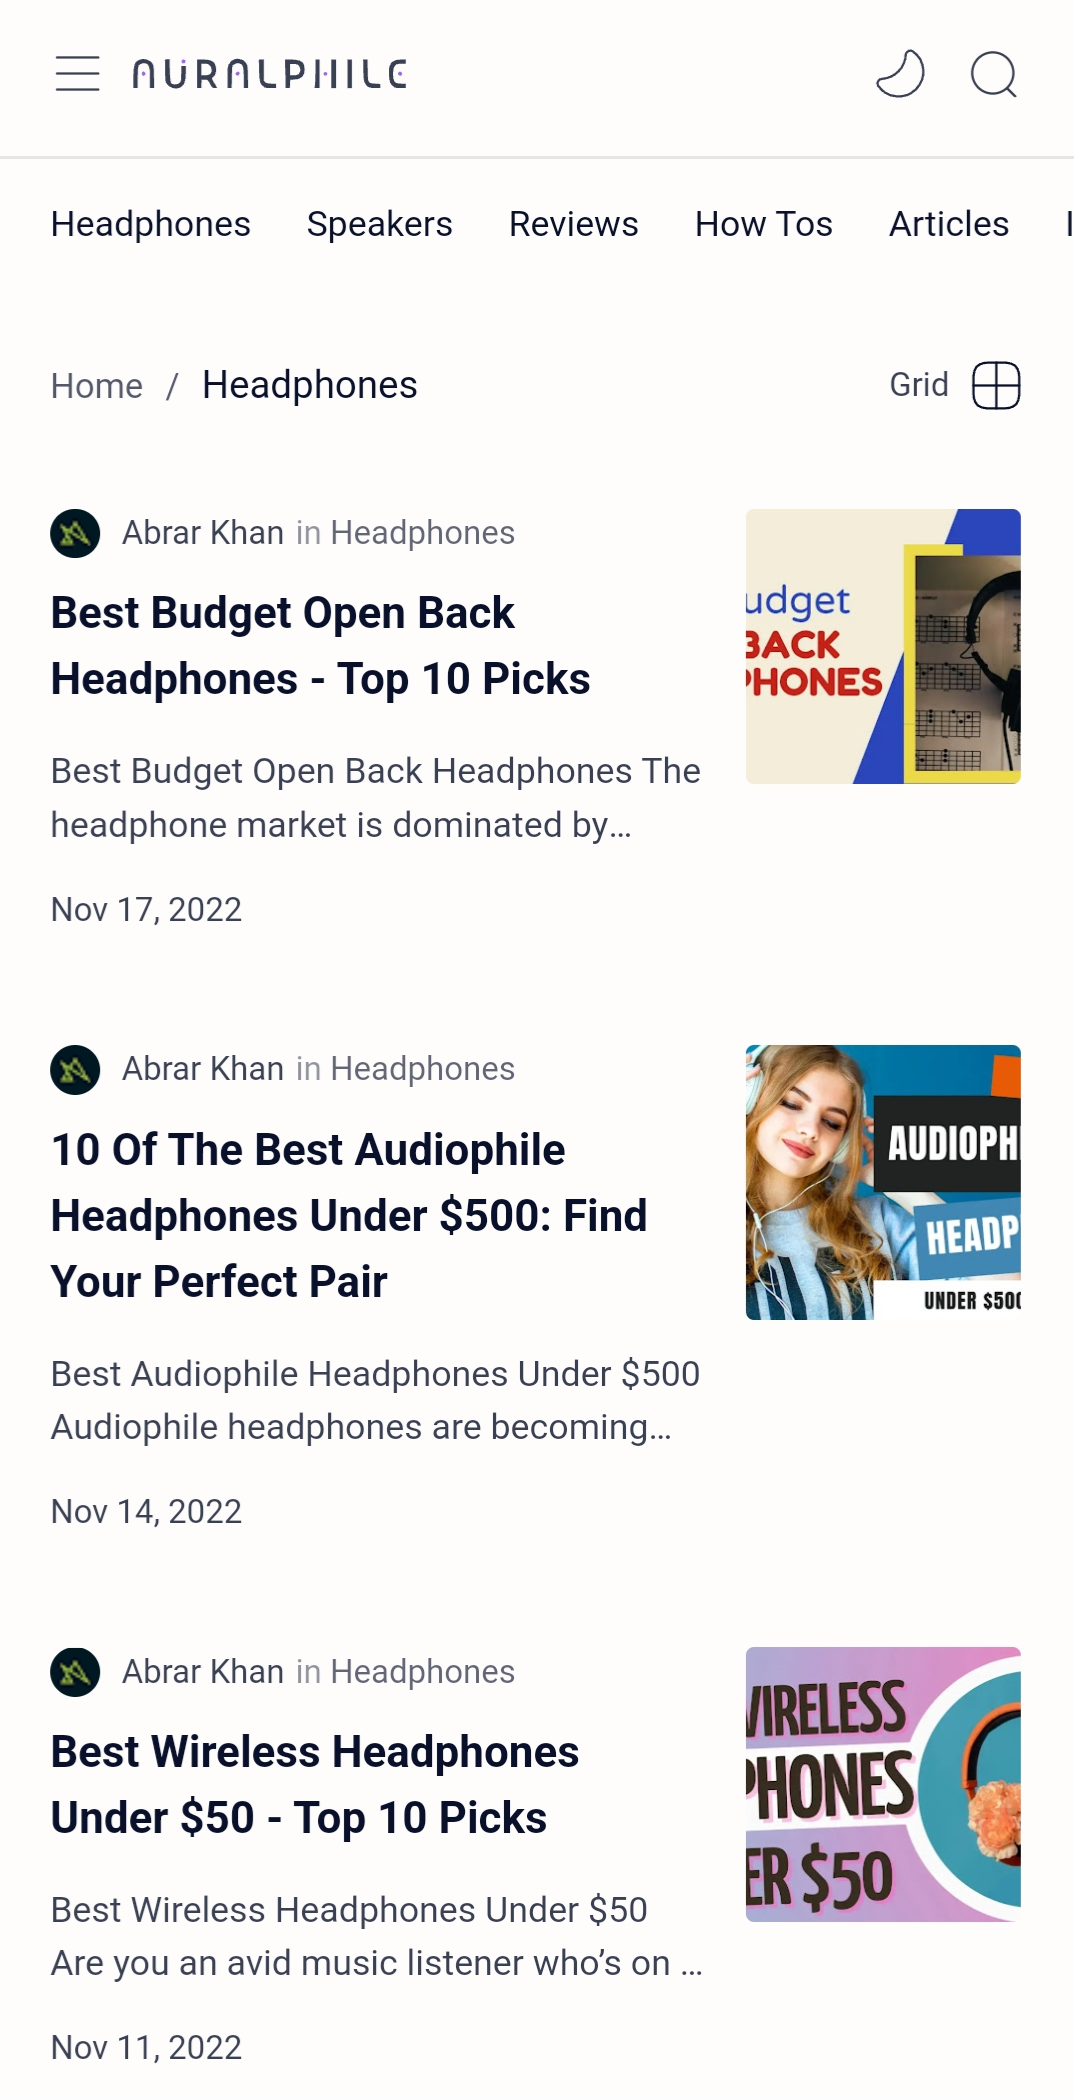 AURALPHILE
Headphones Speakers Reviews How Tos Articles
Home / Headphones
Grid
Abrar Khan in Headphones
Best Budget Open Back
Headphones - Top 10 Picks
Best Budget Open Back Headphones The
headphone market is dominated by...
Nov 17, 2022
udget
BACK
PHONES
Abrar Khan in Headphones
10 Of The Best Audiophile
Headphones Under $500: Find
Your Perfect Pair
Best Audiophile Headphones Under $500
Audiophile headphones are becoming...
Nov 14, 2022
AUDIOPH
HEADP
UNDER $500
Abrar Khan in Headphones
Best Wireless Headphones
Under $50 - Top 10 Picks
Best Wireless Headphones Under $50
Are you an avid music listener who’s on ...
Nov 11, 2022
WIRELESS
PHONES
ER $50